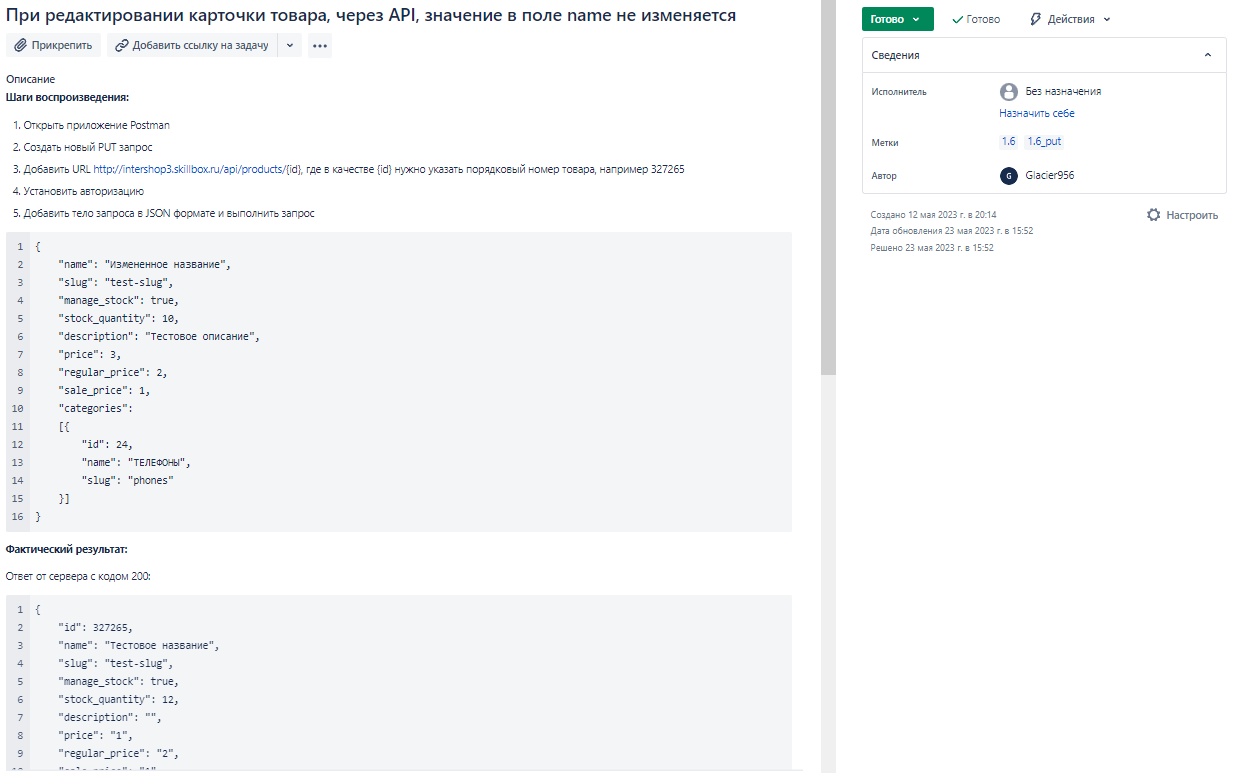 При редактировании карточки товара, через API, значение в поле name не изменяется
Прикрепить
Добавить ссылку на задачу
Описание
Шаги воспроизведения:
1. Открыть приложение Postman
2. Создать новый PUT запрос
3. Добавить URL http://intershop3.skillbox.ru/api/products/{id}, где в качестве {id} нужно указать порядковый номер товара, например 327265
4. Установить авторизацию
5. Добавить тело запроса в JSON формате и выполнить запрос
1 {
2 "name": "Измененное название",
3 "slug": "test-slug",
4 "manage_stock": true,
5 "stock_quantity": 10,
6 "description": "Тестовое описание",
7 "price": 3,
8 "regular_price": 2,
9 "sale_price": 1,
10 "categories":
11 [{
12 "id": 24,
13 "name": "ТЕЛЕФОНЫ",
14 "slug": "phones"
15 }]
16 }
Фактический результат:
Ответ от сервера с кодом 200:
1 {
2 "id": 327265,
3 "name": "Тестовое название",
4 "slug": "test-slug",
5 "manage_stock": true,
6 "stock_quantity": 12,
7 "description": "",
8 "price": "1",
9 "regular_price": "2",
Готово
Готово
Действия
Сведения
Исполнитель
Без назначения
Назначить себе
Метки
1.6 1.6_put
Автор
G Glacier956
Создано 12 мая 2023 г. в 20:14
Дата обновления 23 мая 2023 г. в 15:52
Решено 23 мая 2023 г. в 15:52
Настроить